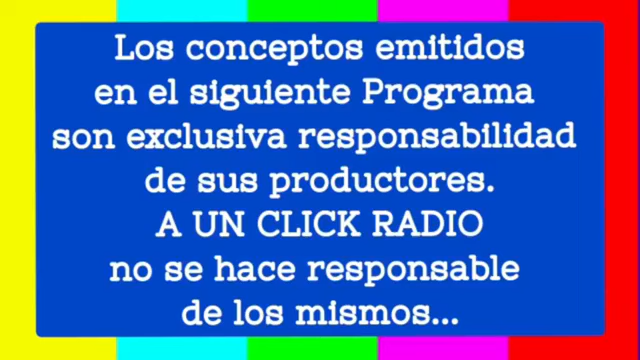 Los conceptos emitidos
en el siguiente Programa
son exclusiva responsabilidad
de sus productores.
A UN CLICK RADIO
no se hace responsable
de los mismos...